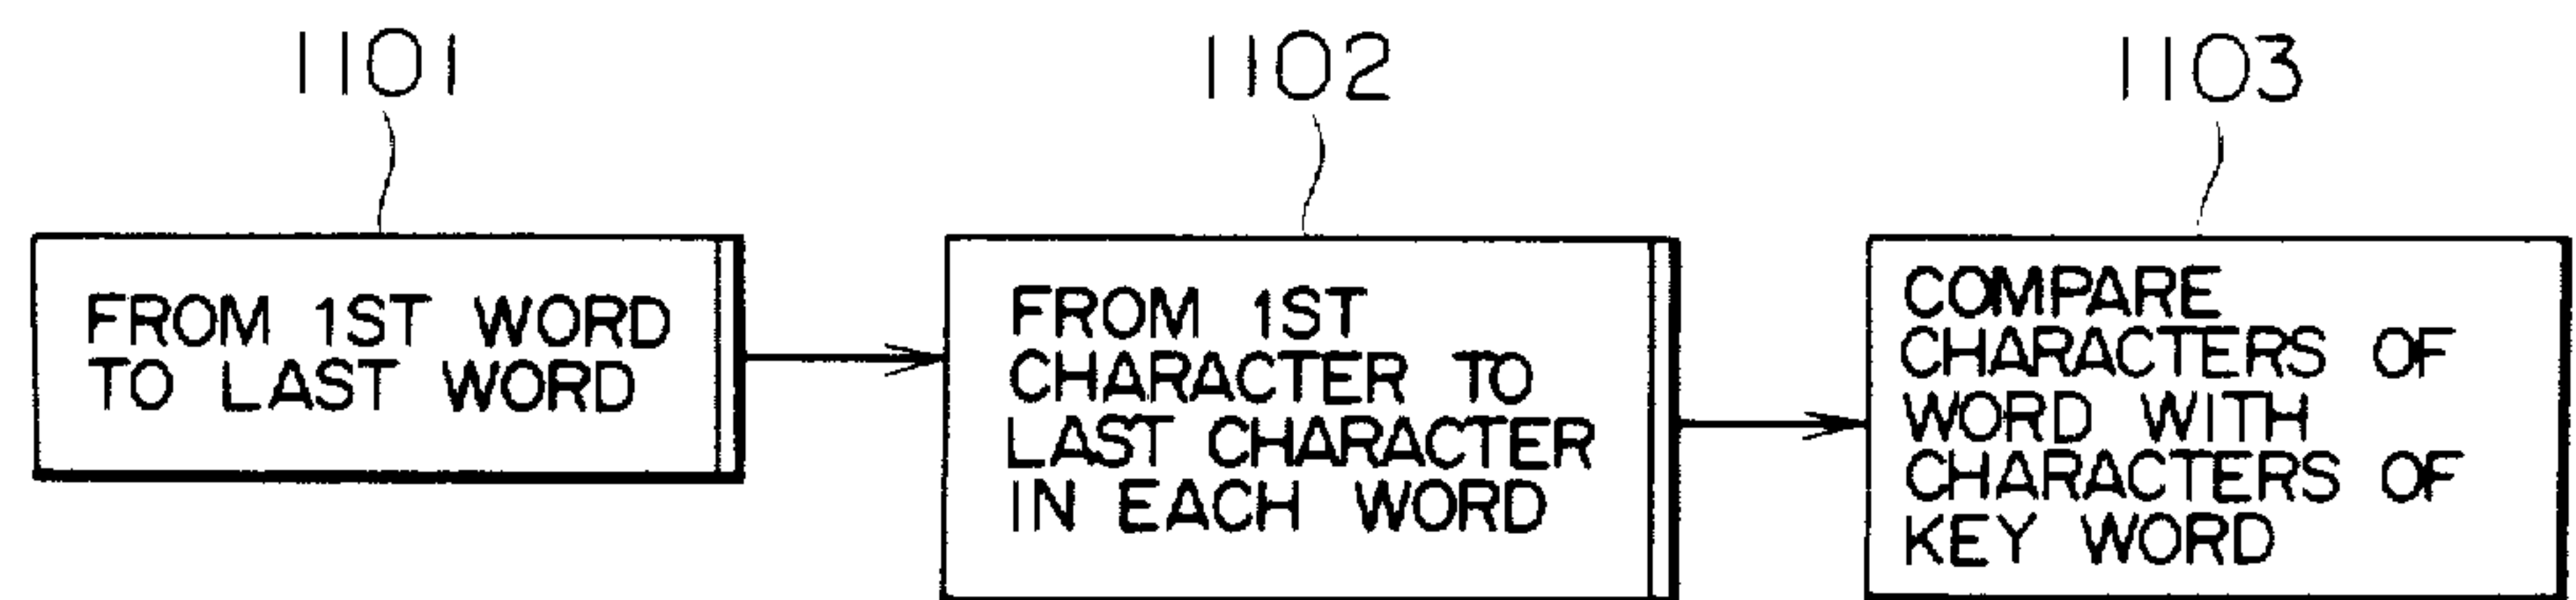 1101
1102
1103
FROM 1ST WORD
TO LAST WORD
FROM 1ST
CHARACTER TO
LAST CHARACTER
IN EACH WORD
COMPARE
CHARACTERS OF
WORD WITH
CHARACTERS OF
KEY WORD